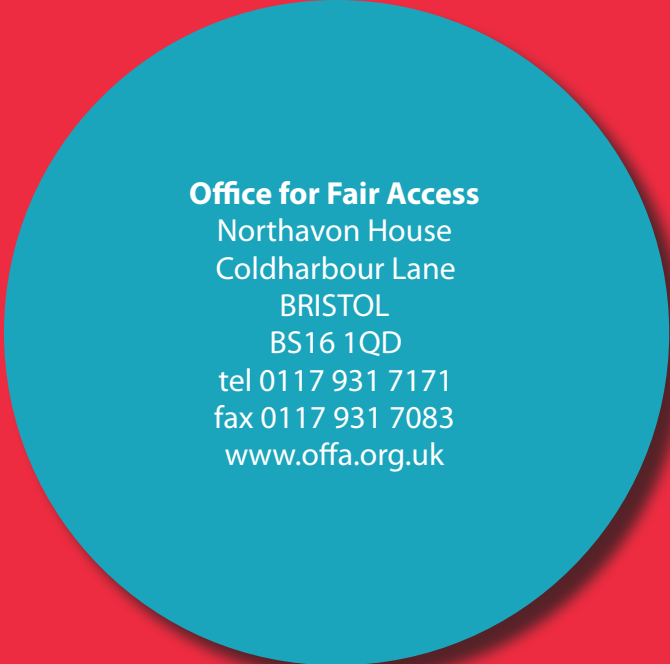 Office for Fair Access
Northavon House
Coldharbour Lane
BRISTOL
BS16 1QD
tel 0117 931 7171
fax 0117 931 7083
www.offa.org.uk